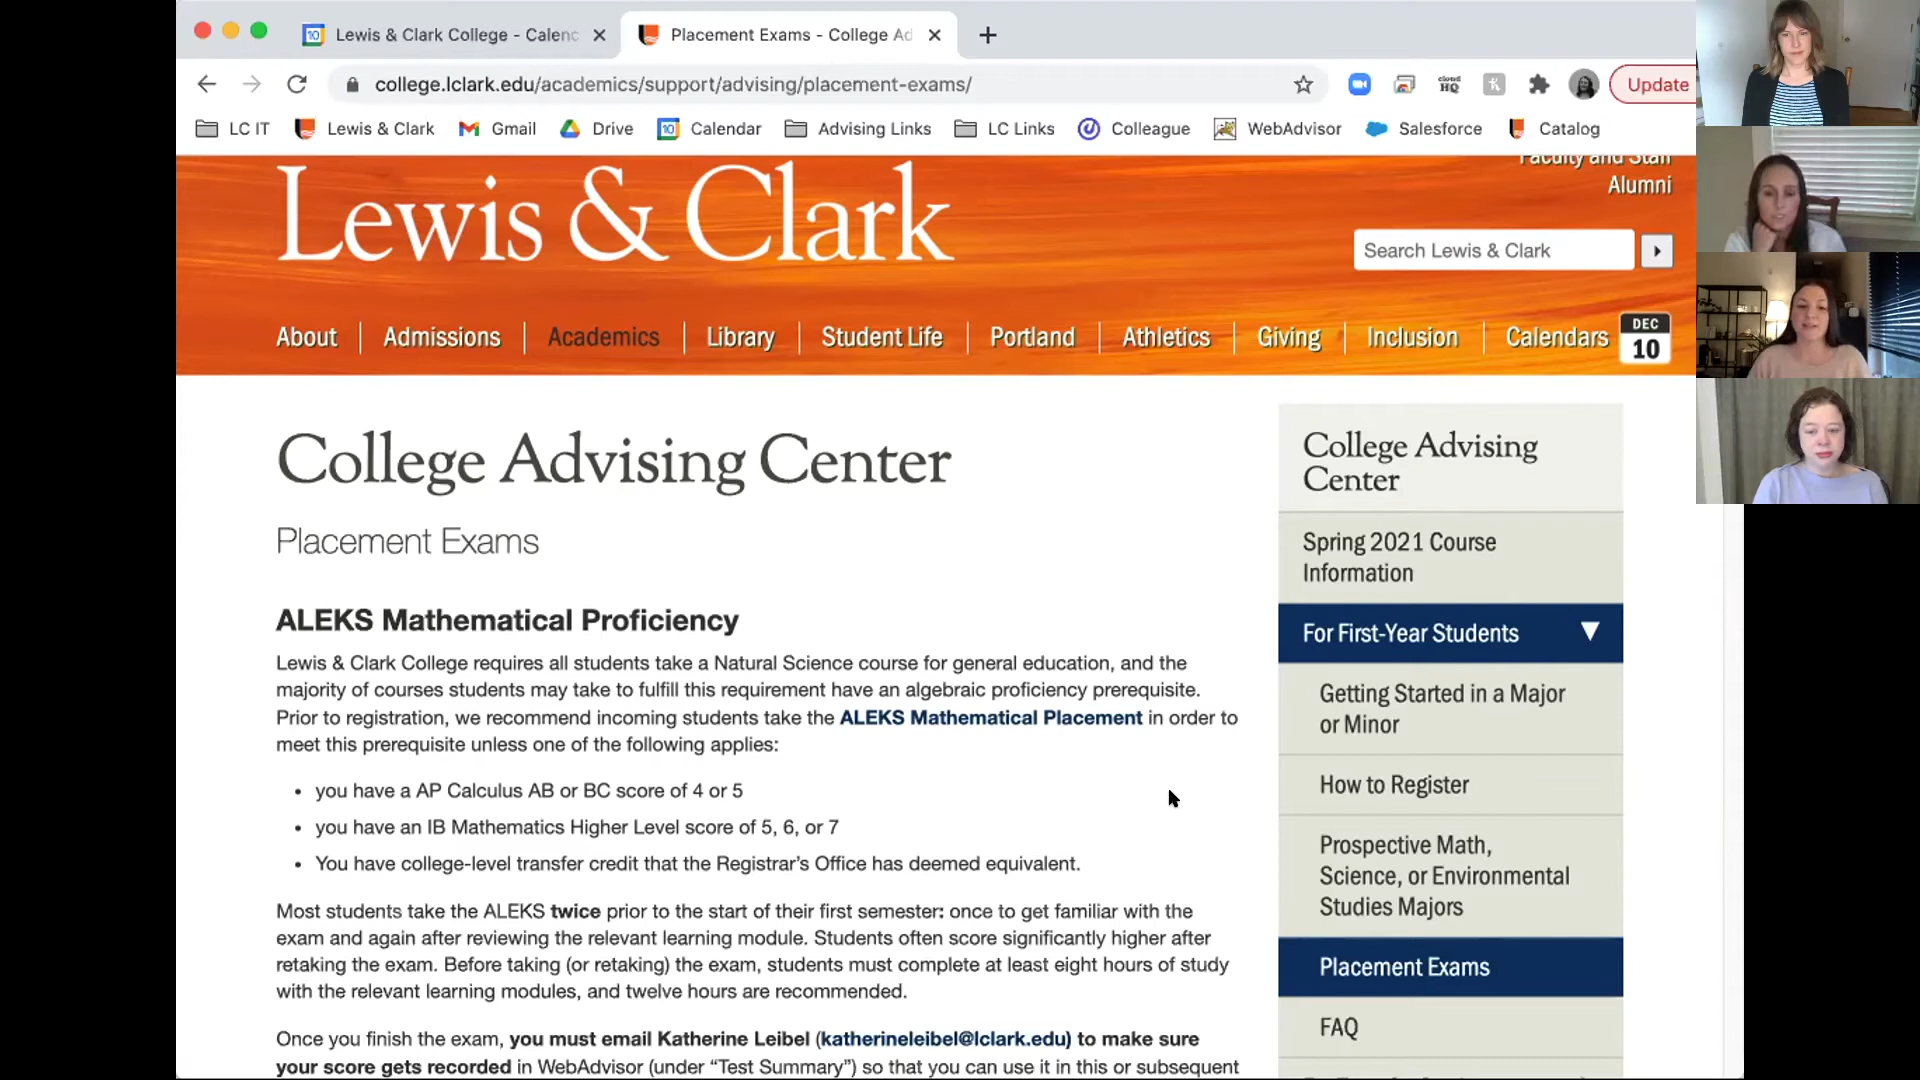 Lewis & Clark College - Calenc
Placement Exams - College Ad
college.lclark.edu/academics/support/advising/placement-exams/
cloud HQ
Update
LC IT
Lewis & Clark
Gmail
Drive
10
Calendar
Advising Links
LC Links
Colleague
WebAdvisor
Salesforce
Catalog
Lewis & Clark
Faculty and Staff
Alumni
Search Lewis & Clark
About
Admissions
Academics
Library
Student Life
Portland
Athletics
Giving
Inclusion
Calendars
DEC
10
College Advising Center
Placement Exams
ALEKS Mathematical Proficiency
Lewis & Clark College requires all students take a Natural Science course for general education, and the
majority of courses students may take to fulfill this requirement have an algebraic proficiency prerequisite.
Prior to registration, we recommend incoming students take the ALEKS Mathematical Placement in order to
meet this prerequisite unless one of the following applies:
• you have a AP Calculus AB or BC score of 4 or 5
• you have an IB Mathematics Higher Level score of 5, 6, or 7
• You have college-level transfer credit that the Registrar's Office has deemed equivalent.
Most students take the ALEKS twice prior to the start of their first semester: once to get familiar with the
exam and again after reviewing the relevant learning module. Students often score significantly higher after
retaking the exam. Before taking (or retaking) the exam, students must complete at least eight hours of study
with the relevant learning modules, and twelve hours are recommended.
Once you finish the exam, you must email Katherine Leibel (katherineleibel@lclark.edu) to make sure
your score gets recorded in WebAdvisor (under “Test Summary”) so that you can use it in this or subsequent
College Advising
Center
Spring 2021 Course
Information
For First-Year Students
Getting Started in a Major
or Minor
How to Register
Prospective Math,
Science, or Environmental
Studies Majors
Placement Exams
FAQ